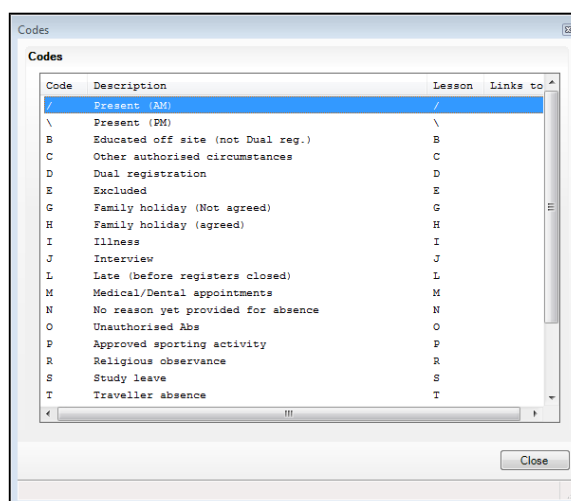 Codes
Codes
Code Description Lesson Links to
/ Present (AM) /
\ Present (PM) \
B Educated off site (not Dual reg.) B
C Other authorised circumstances C
D Dual registration D
E Excluded E
G Family holiday (Not agreed) G
H Family holiday (agreed) H
I Illness I
J Interview J
L Late (before registers closed) L
M Medical/Dental appointments M
N No reason yet provided for absence N
O Unauthorised Abs O
P Approved sporting activity P
R Religious observance R
S Study leave S
T Traveller absence T
Close